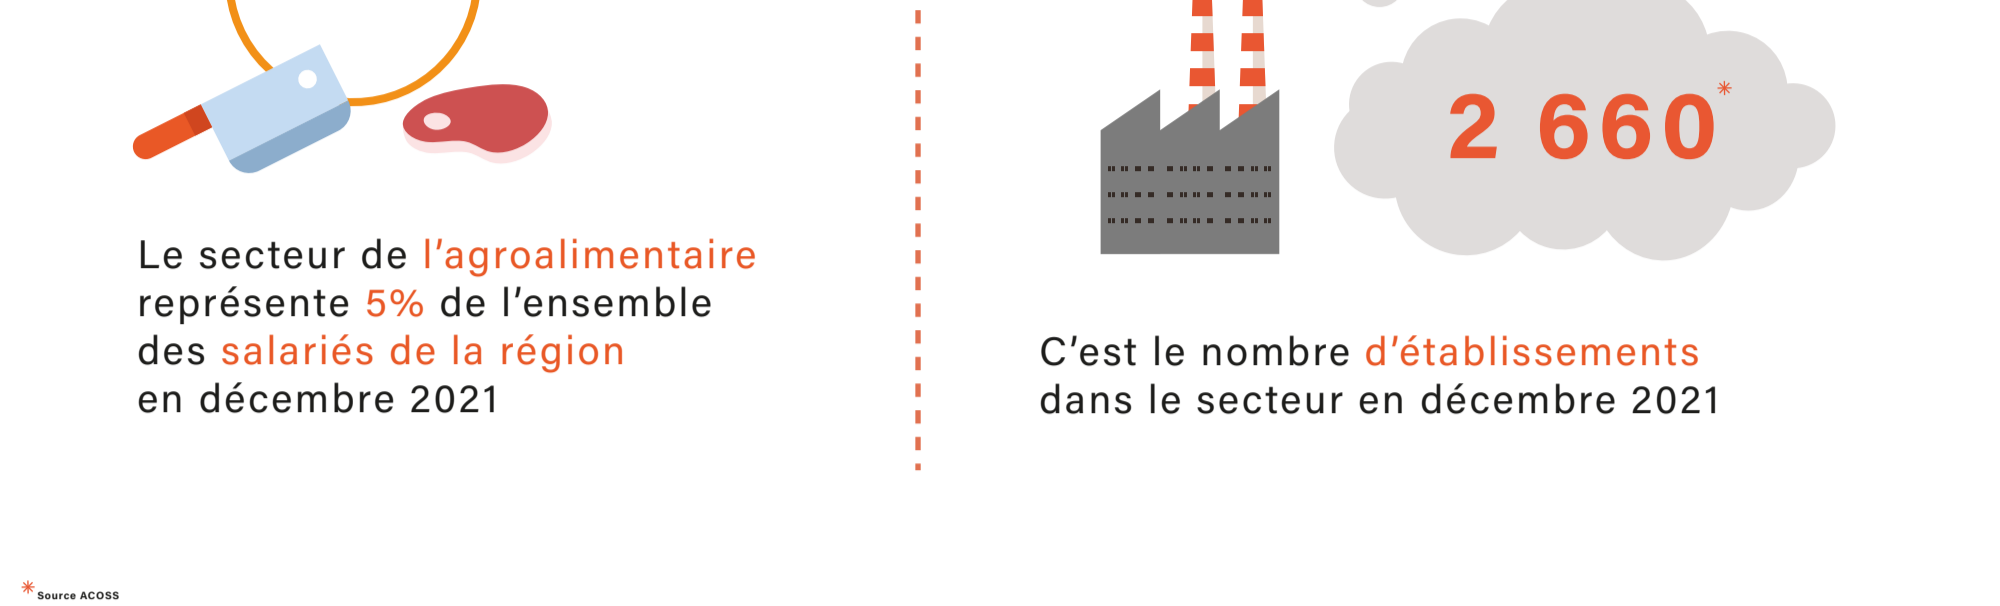 Le secteur de l’agroalimentaire
représente 5% de l’ensemble
des salariés de la région
en décembre 2021
2 660*
C’est le nombre d’établissements
dans le secteur en décembre 2021
* Source ACOSS